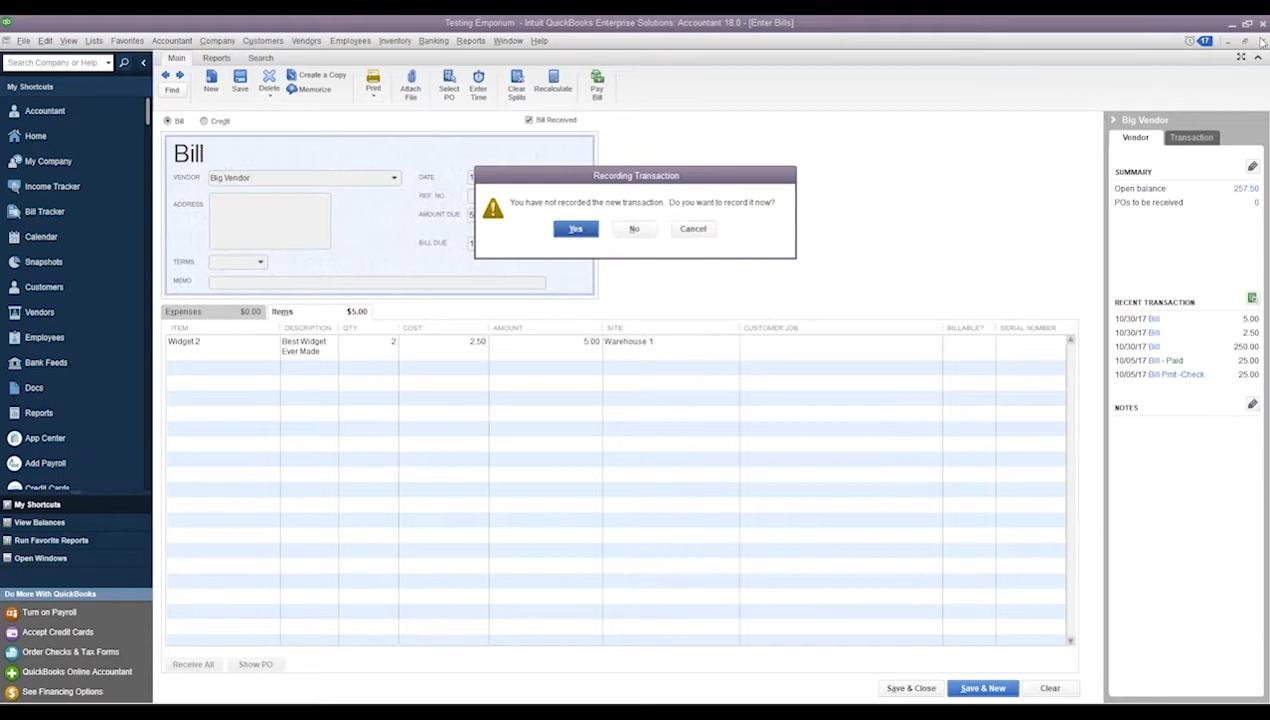 Testing Emporium - Intuit QuickBooks Enterprise Solutions: Accountant 18.0 - [Enter Bills]
File Edit View Lists Favorites Accountant Company Customers Vendors Employees Inventory Banking Reports Window Help
17
Search Company or Help
My Shortcuts
Accountant
Home
My Company
Income Tracker
Bill Tracker
Calendar
Snapshots
Customers
Vendors
Employees
Bank Feeds
Docs
Reports
App Center
Add Payroll
Credit Cards
My Shortcuts
View Balances
Run Favorite Reports
Open Windows
Do More With QuickBooks
Turn on Payroll
Accept Credit Cards
Order Checks & Tax Forms
QuickBooks Online Accountant
See Financing Options
Main Reports Search
Find
New
Save
Delete
Create a Copy
Memorize
Print
Attach
File
Select
PO
Enter
Time
Clear
Splits
Recalculate
Pay
Bill
Bill Credit Bill Received
Bill
VENDOR Big Vendor
ADDRESS
TERMS
MEMO
DATE
REF. NO.
AMOUNT DUE
BILL DUE
Recording Transaction
You have not recorded the new transaction. Do you want to record it now?
Yes No Cancel
Expenses $0.00 Items $5.00
ITEM DESCRIPTION QTY COST AMOUNT SITE CUSTOMER:JOB BILLABLE? SERIAL NUMBER
Widget 2 Best Widget 2 2.50 5.00 Warehouse 1
Ever Made
Receive All Show PO
Save & Close Save & New Clear
Big Vendor
Vendor Transaction
SUMMARY
Open balance 257.50
POs to be received 0
RECENT TRANSACTION
10/30/17 Bill 5.00
10/30/17 Bill 2.50
10/30/17 Bill 250.00
10/05/17 Bill - Paid 25.00
10/05/17 Bill Pmt -Check 25.00
NOTES